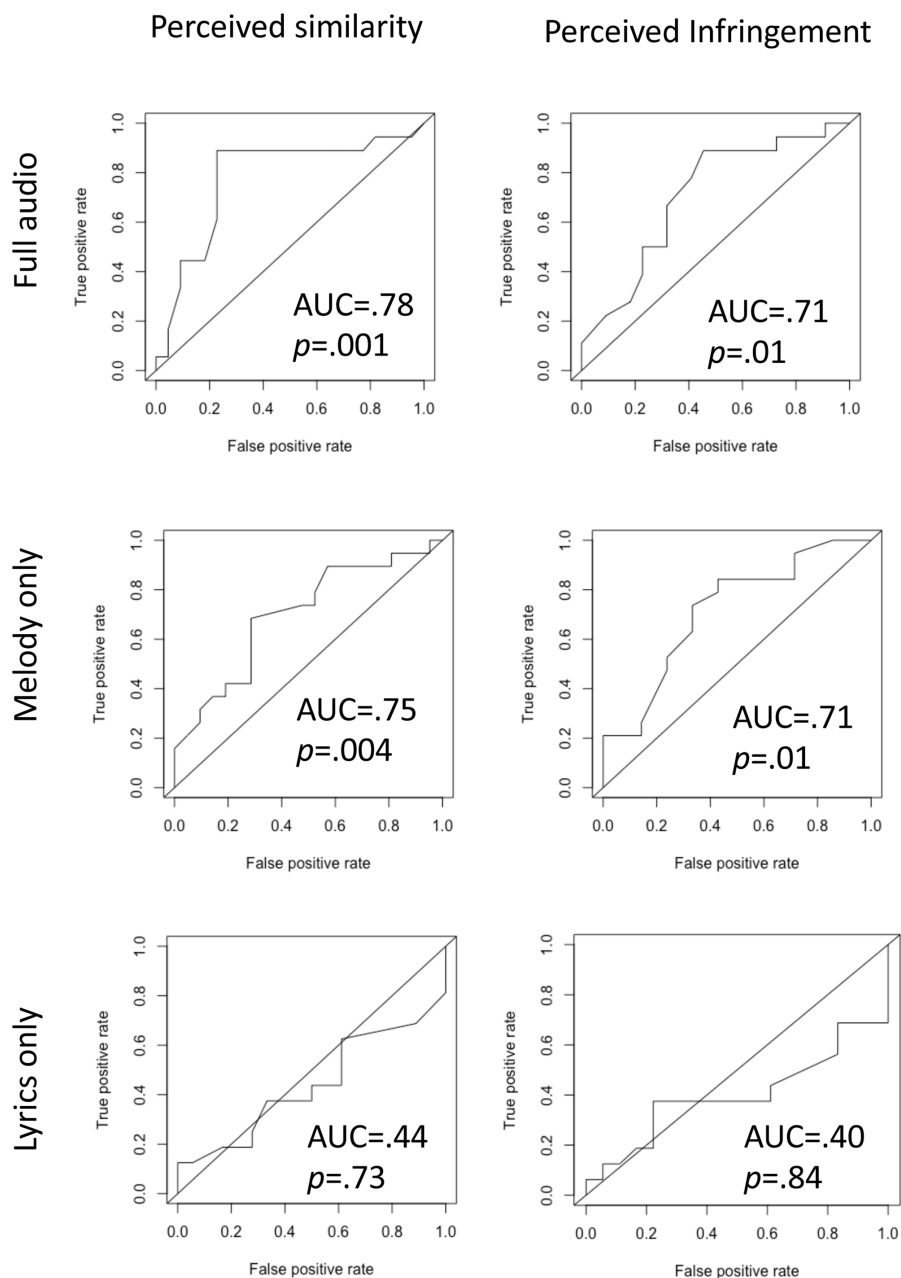 Perceived similarity
Perceived Infringement
Full audio
True positive rate
1.0
0.8
0.6
0.4
0.2
0.0
AUC=.78
p=.001
0.0 0.2 0.4 0.6 0.8 1.0
False positive rate
True positive rate
1.0
0.8
0.6
0.4
0.2
0.0
AUC=.71
p=.01
0.0 0.2 0.4 0.6 0.8 1.0
False positive rate
Melody only
True positive rate
1.0
0.8
0.6
0.4
0.2
0.0
AUC=.75
p=.004
0.0 0.2 0.4 0.6 0.8 1.0
False positive rate
True positive rate
1.0
0.8
0.6
0.4
0.2
0.0
AUC=.71
p=.01
0.0 0.2 0.4 0.6 0.8 1.0
False positive rate
Lyrics only
True positive rate
1.0
0.8
0.6
0.4
0.2
0.0
AUC=.44
p=.73
0.0 0.2 0.4 0.6 0.8 1.0
False positive rate
True positive rate
1.0
0.8
0.6
0.4
0.2
0.0
AUC=.40
p=.84
0.0 0.2 0.4 0.6 0.8 1.0
False positive rate